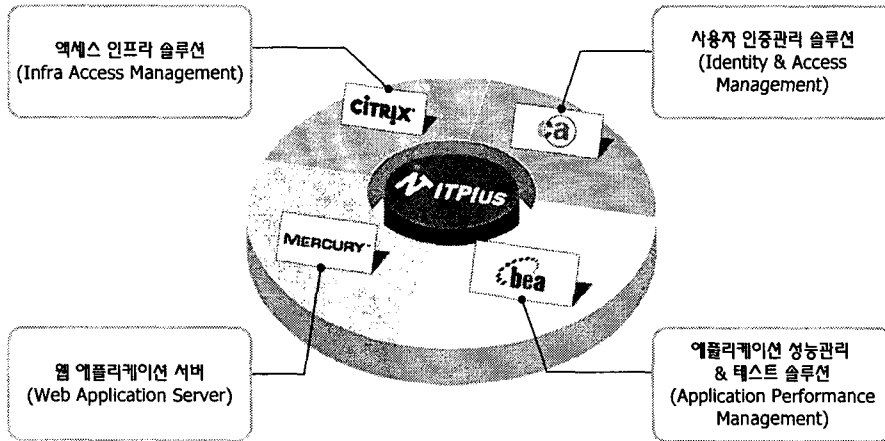 액세스 인프라 솔루션
(Infra Access Management)
사용자 인증관리 솔루션
(Identity & Access
Management)
CITRIX
ca
ITPlus
MERCURY
bea
웹 애플리케이션 서버
(Web Application Server)
애플리케이션 성능관리
& 테스트 솔루션
(Application Performance
Management)